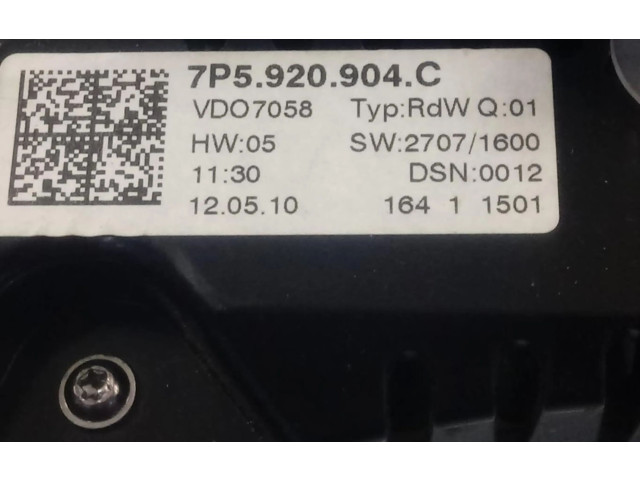 7P5.920.904.C
VDO7058 Typ:RdW Q:01
HW:05 SW:2707/1600
11:30 DSN:0012
12.05.10 164 1 1501